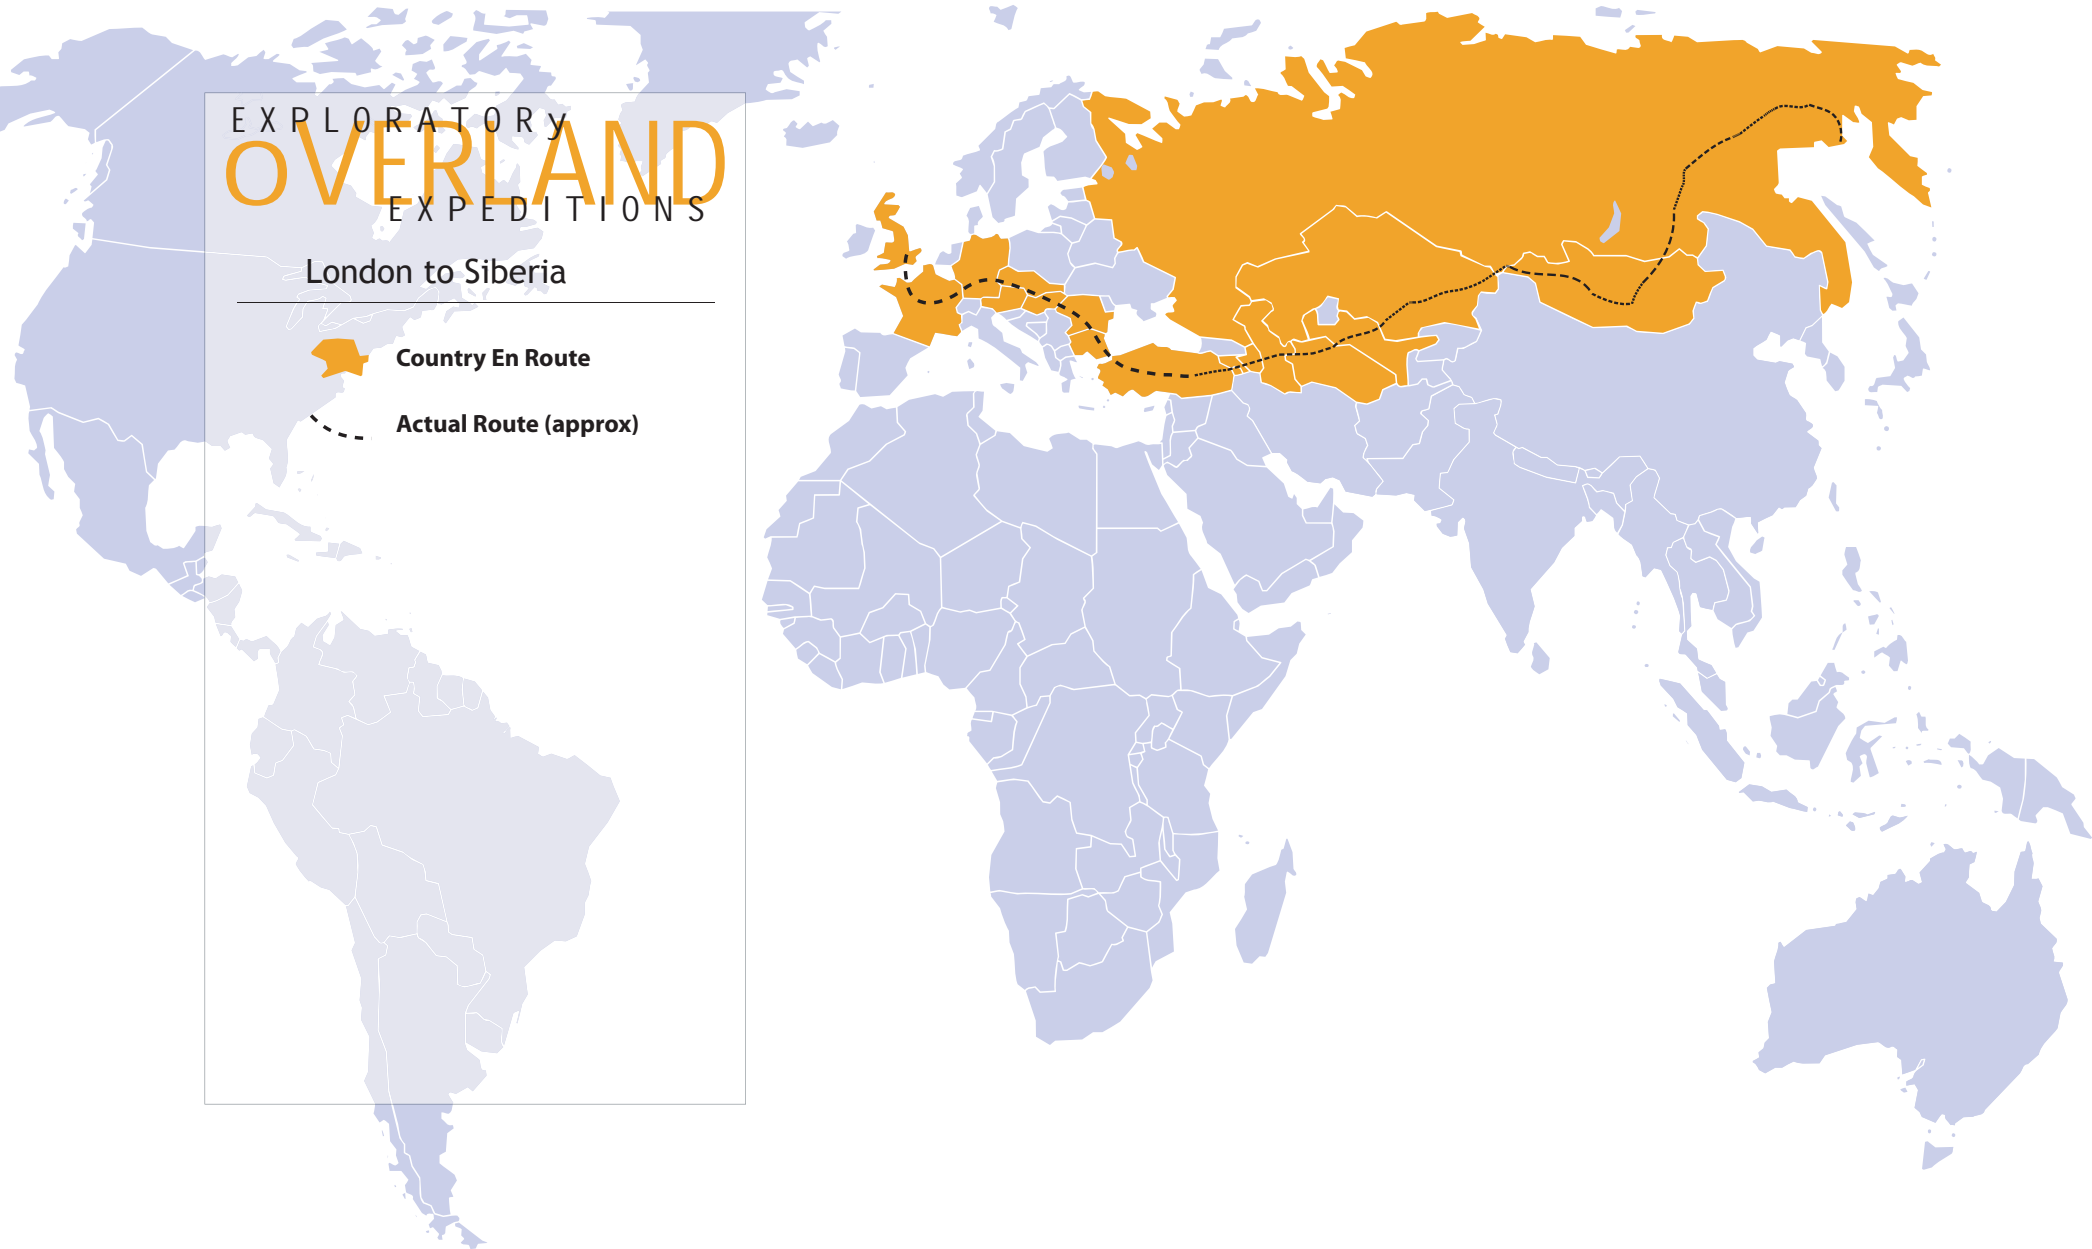 EXPLORATORy
oVERLAND
EXPEDITIONS
London to Siberia
Country En Route
Actual Route (approx)